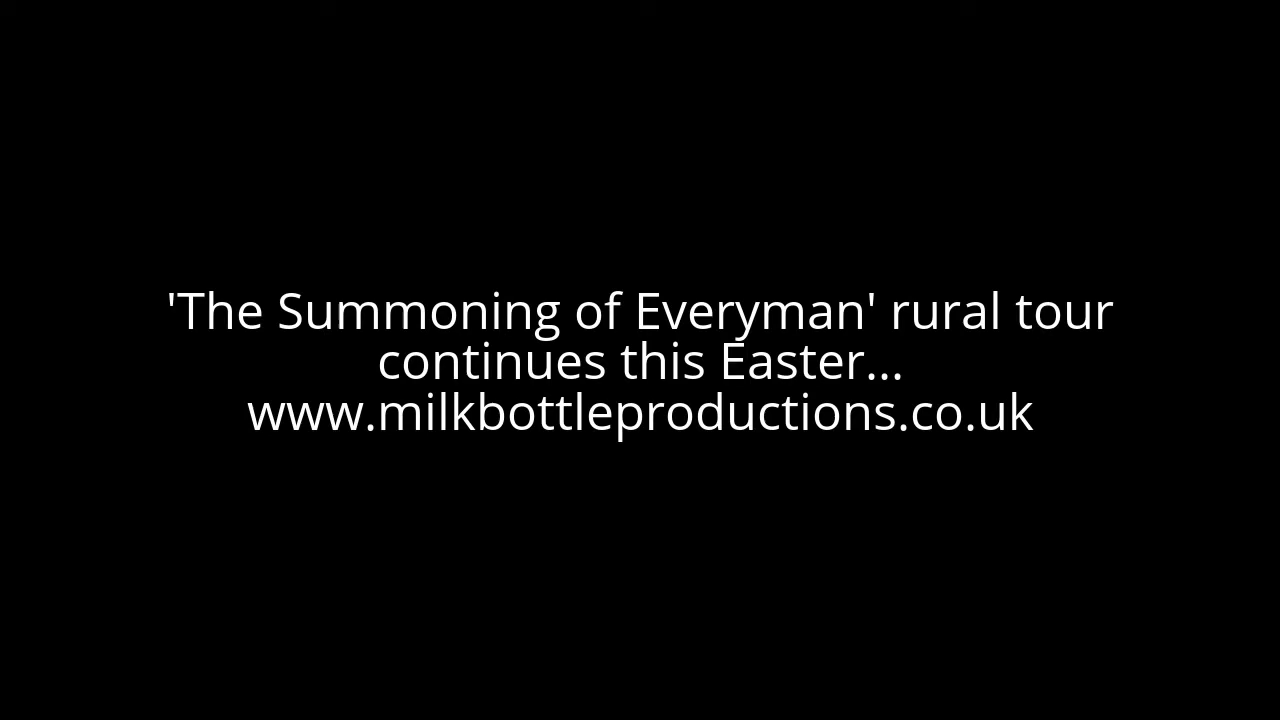 'The Summoning of Everyman' rural tour
continues this Easter...
www.milkbottleproductions.co.uk